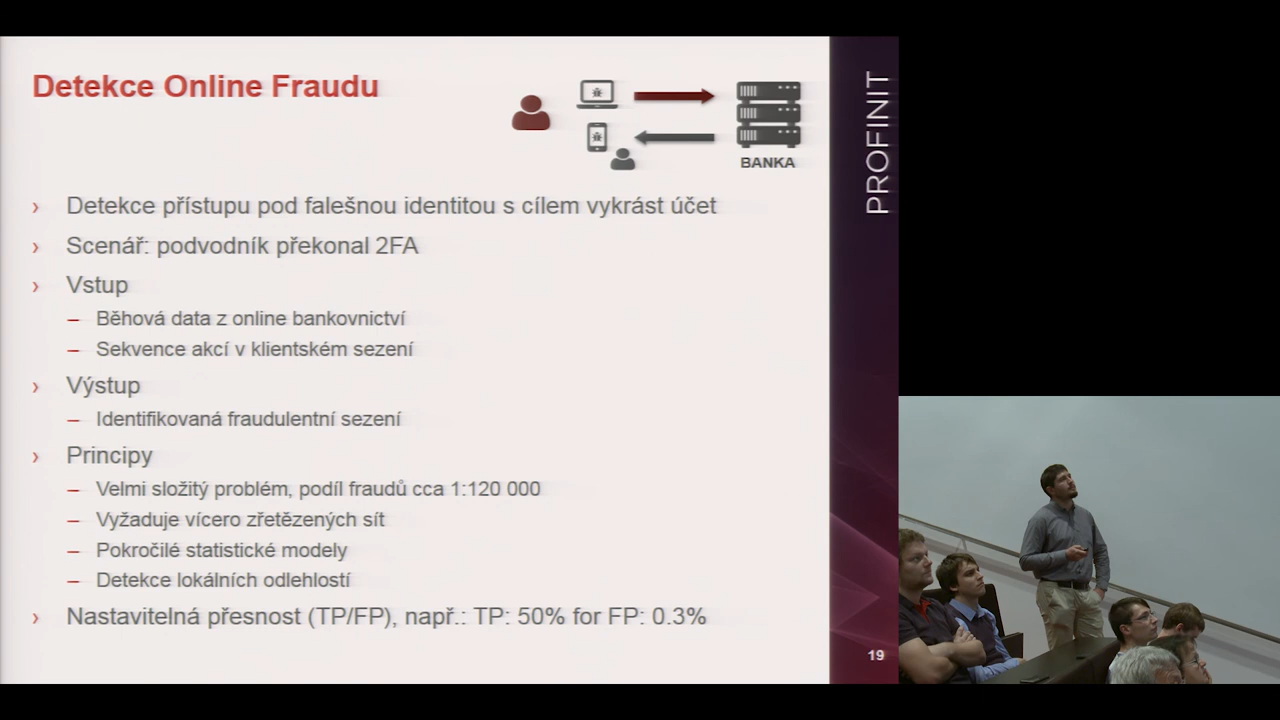 Detekce Online Fraudu
BANKA
PROFINIT
› Detekce přístupu pod falešnou identitou s cílem vykrást účet
› Scenář: podvodník překonal 2FA
› Vstup
– Běhová data z online bankovnictví
– Sekvence akcí v klientském sezení
› Výstup
– Identifikovaná fraudulentní sezení
› Principy
– Velmi složitý problém, podíl fraudů cca 1:120 000
– Vyžaduje vícero zřetězených sít
– Pokročilé statistické modely
– Detekce lokálních odlehlostí
› Nastavitelná přesnost (TP/FP), např.: TP: 50% for FP: 0.3%
19